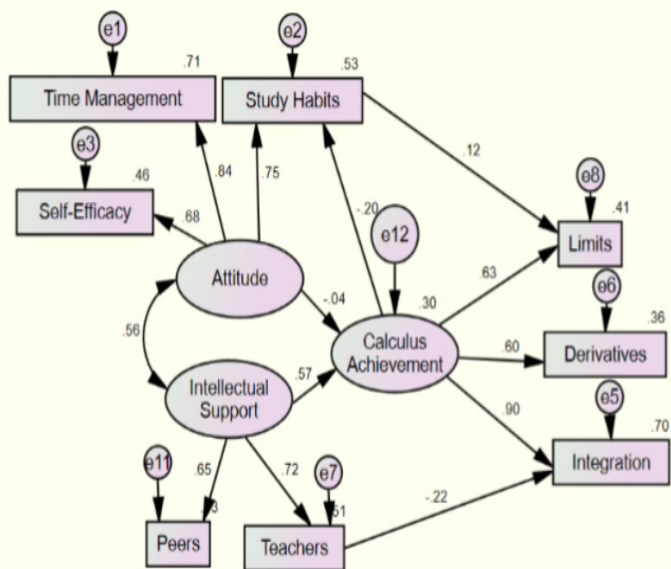 e1
e2
.71
.53
Time Management
Study Habits
e3
.46
.84
.75
.12
e8
Self-Efficacy
.68
-.20
e12
.41
Limits
Attitude
.63
e6
-.04
.30
.36
.56
Calculus
Achievement
.60
Derivatives
Intellectual
Support
.57
e5
.90
.70
e11
.65
.72
e7
Integration
.51
-.22
Peers
Teachers